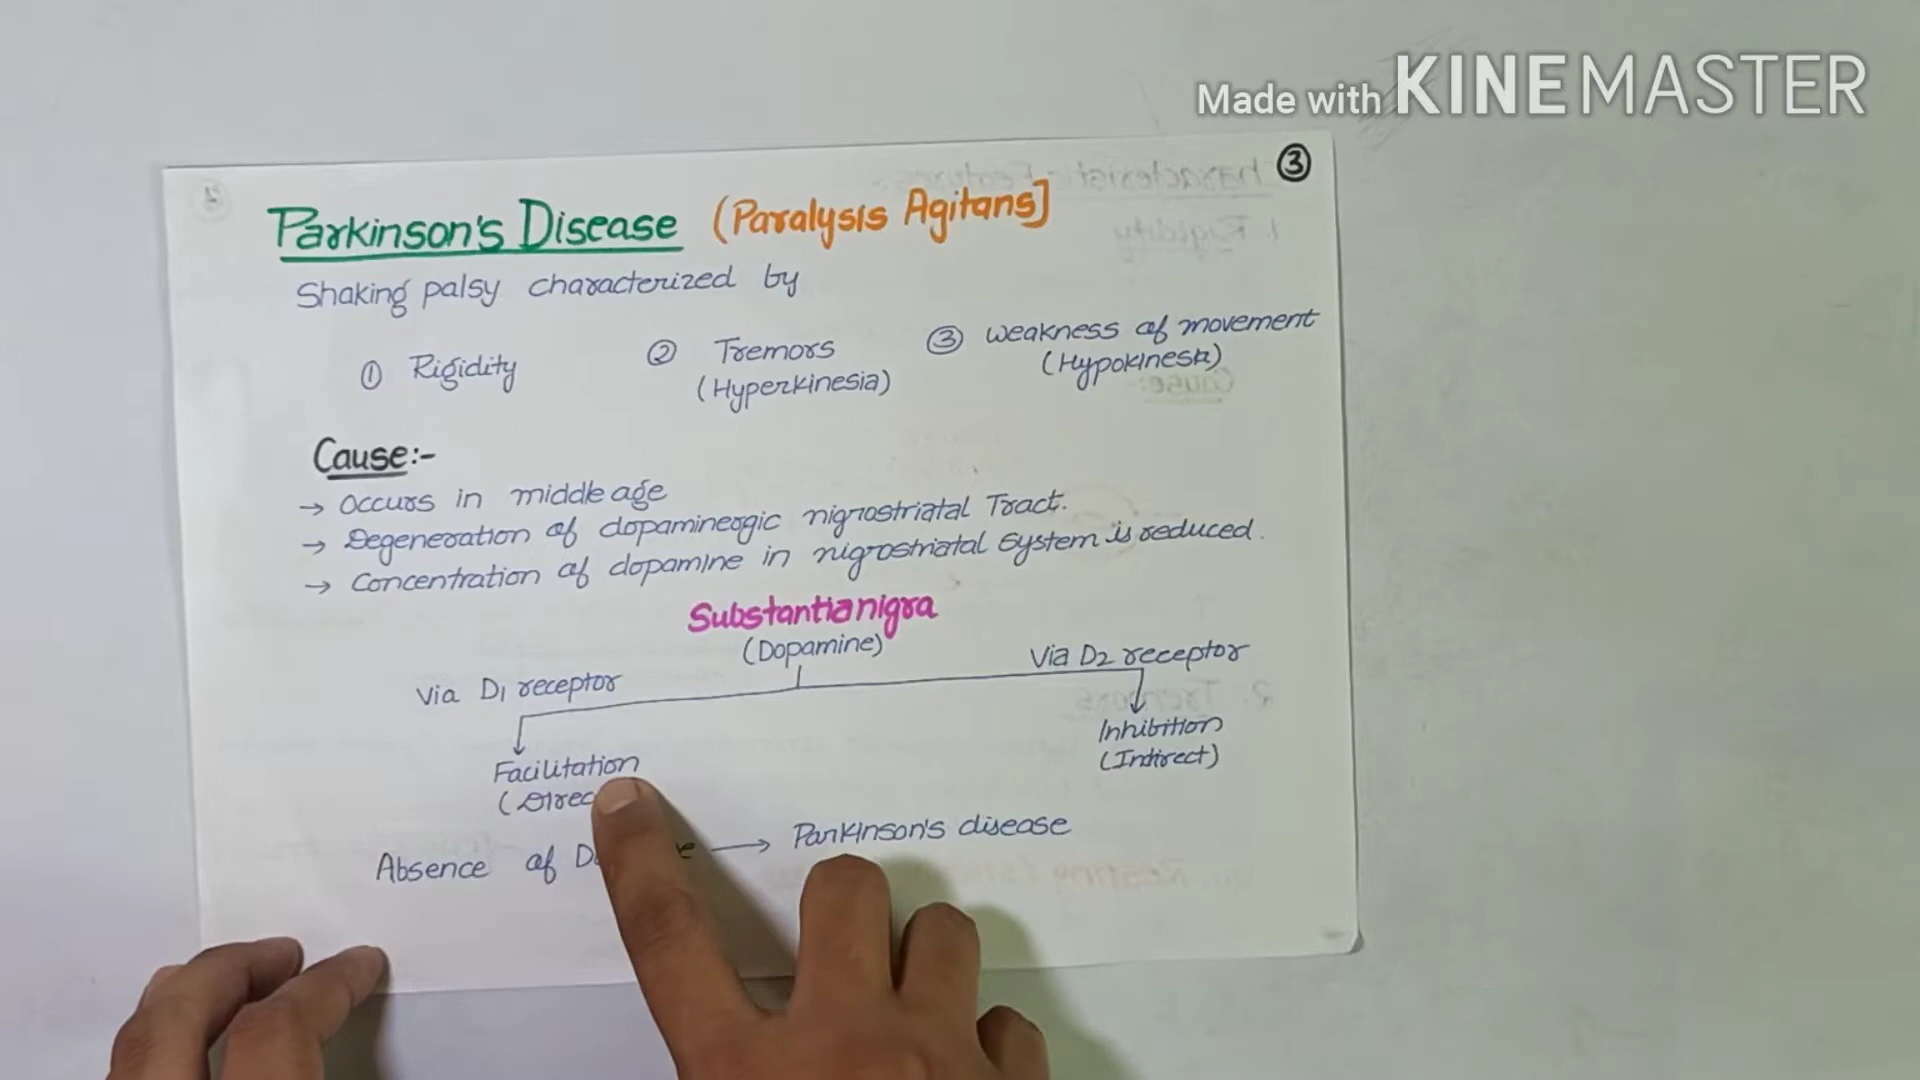 Made with KINEMASTER
3
Parkinson's Disease (Paralysis Agitans]
Shaking palsy characterized by
① Rigidity
② Tremors
(Hyperkinesia)
③ weakness of movement
(Hypokinesia)
Cause:-
→ Occurs in middle age
→ Degeneration of dopaminergic nigrostriatal Tract.
→ Concentration of dopamine in nigrostriatal system is reduced.
Substantianigra
(Dopamine)
Via D1 receptor
Via D2 receptor
Facilitation
Inhibition
(Indirect)
Absence of → Parkinson's disease